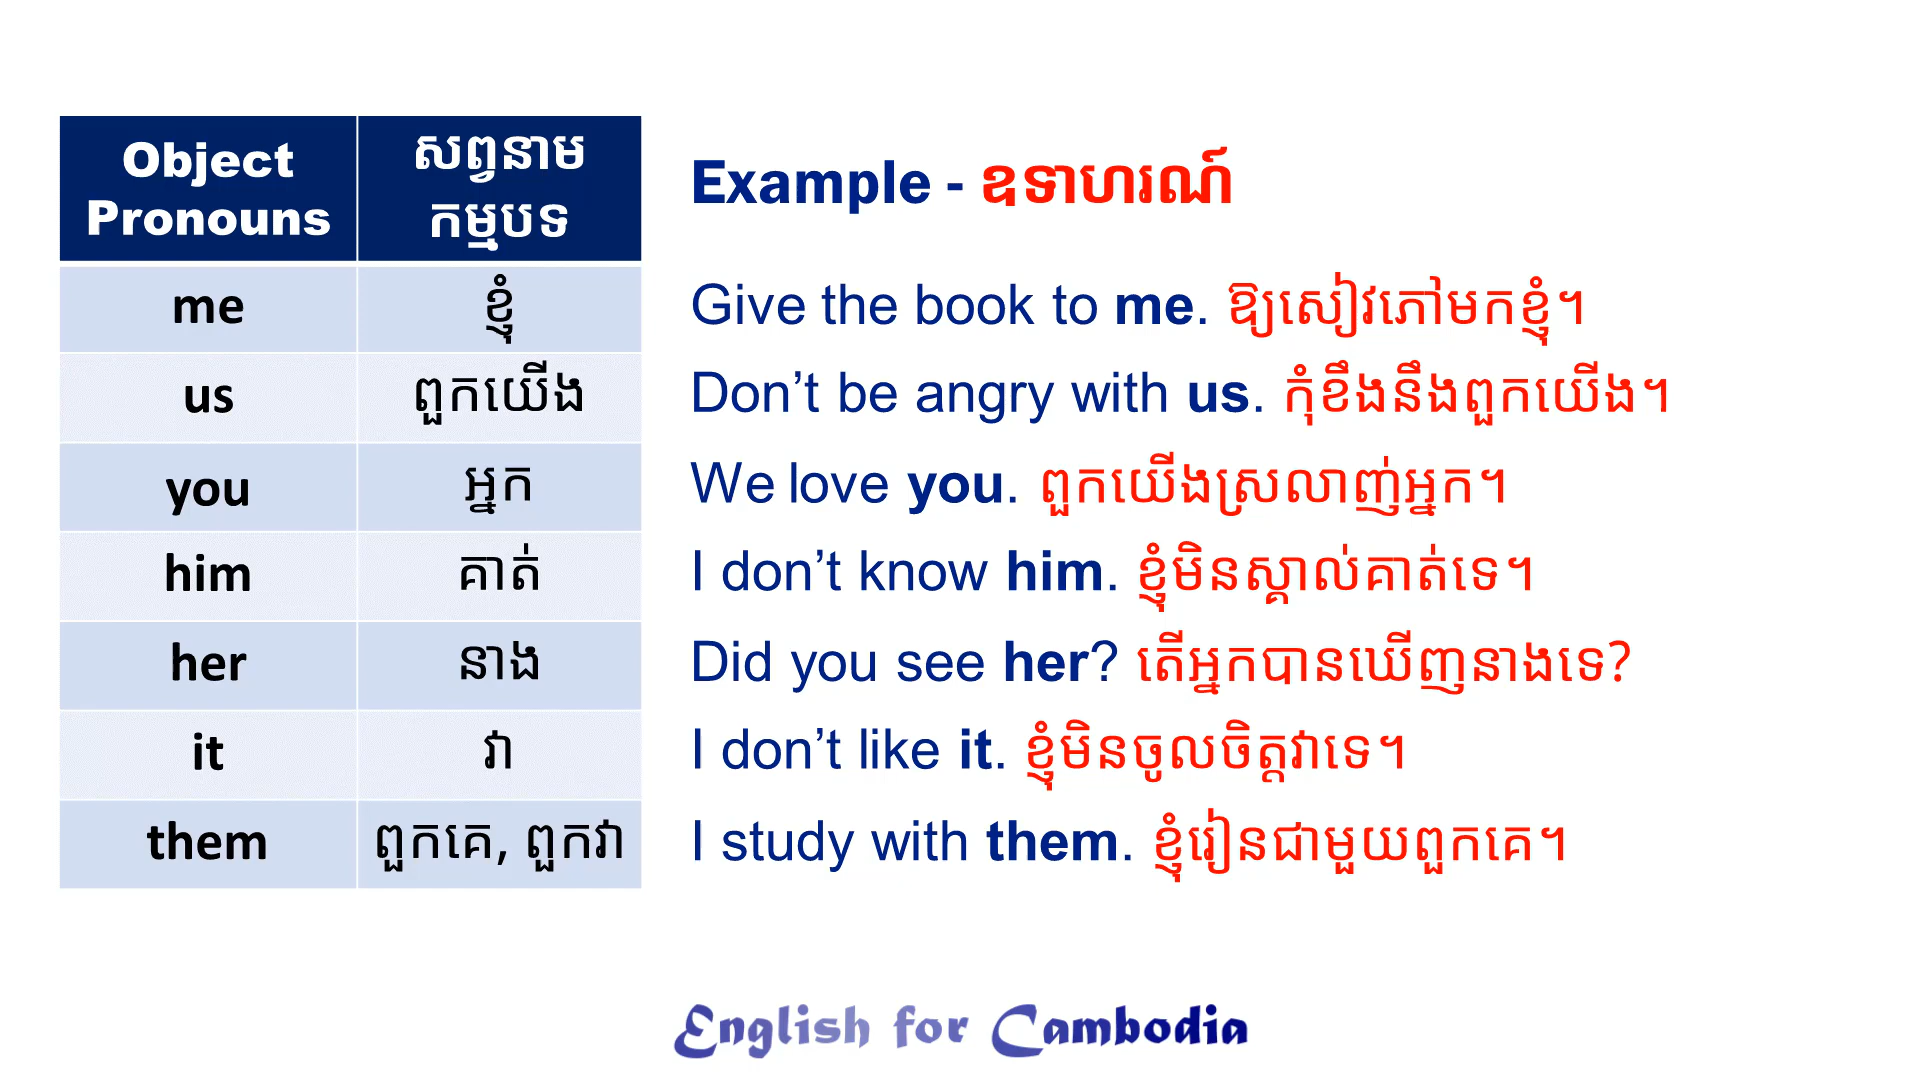 Object
Pronouns
សព្វនាម
កម្មបទ
me
ខ្ញុំ
us
ពួកយើង
you
អ្នក
him
គាត់
her
នាង
it
វា
them
ពួកគេ, ពួកវា
Example - ឧទាហរណ៍
Give the book to me. ឱ្យសៀវភៅមកខ្ញុំ។
Don’t be angry with us. កុំខឹងនឹងពួកយើង។
We love you. ពួកយើងស្រលាញ់អ្នក។
I don’t know him. ខ្ញុំមិនស្គាល់គាត់ទេ។
Did you see her? តើអ្នកបានឃើញនាងទេ?
I don’t like it. ខ្ញុំមិនចូលចិត្តវាទេ។
I study with them. ខ្ញុំរៀនជាមួយពួកគេ។
English for Cambodia